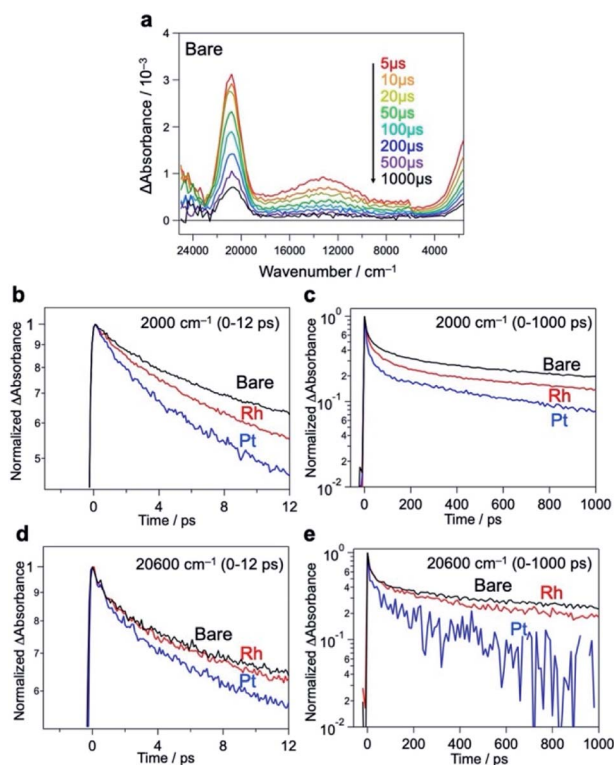 a
Bare
5µs
10µs
20µs
50µs
100µs
200µs
500µs
1000µs
4
3
2
1
0
ΔAbsorbance / 10⁻³
24000 20000 16000 12000 8000 4000
Wavenumber / cm⁻¹
b
2000 cm⁻¹ (0-12 ps)
Bare
Rh
Pt
1
9
8
7
6
5
Normalized ΔAbsorbance
0 4 8 12
Time / ps
c
2000 cm⁻¹ (0-1000 ps)
Bare
Rh
Pt
10⁰
8
6
4
2
10⁻¹
8
6
4
2
10⁻²
Normalized ΔAbsorbance
0 200 400 600 800 1000
Time / ps
d
20600 cm⁻¹ (0-12 ps)
Bare
Rh
Pt
1
9
8
7
6
Normalized ΔAbsorbance
0 4 8 12
Time / ps
e
20600 cm⁻¹ (0-1000 ps)
Bare
Rh
Pt
10⁰
8
6
4
2
10⁻¹
8
6
4
2
10⁻²
Normalized ΔAbsorbance
0 200 400 600 800 1000
Time / ps